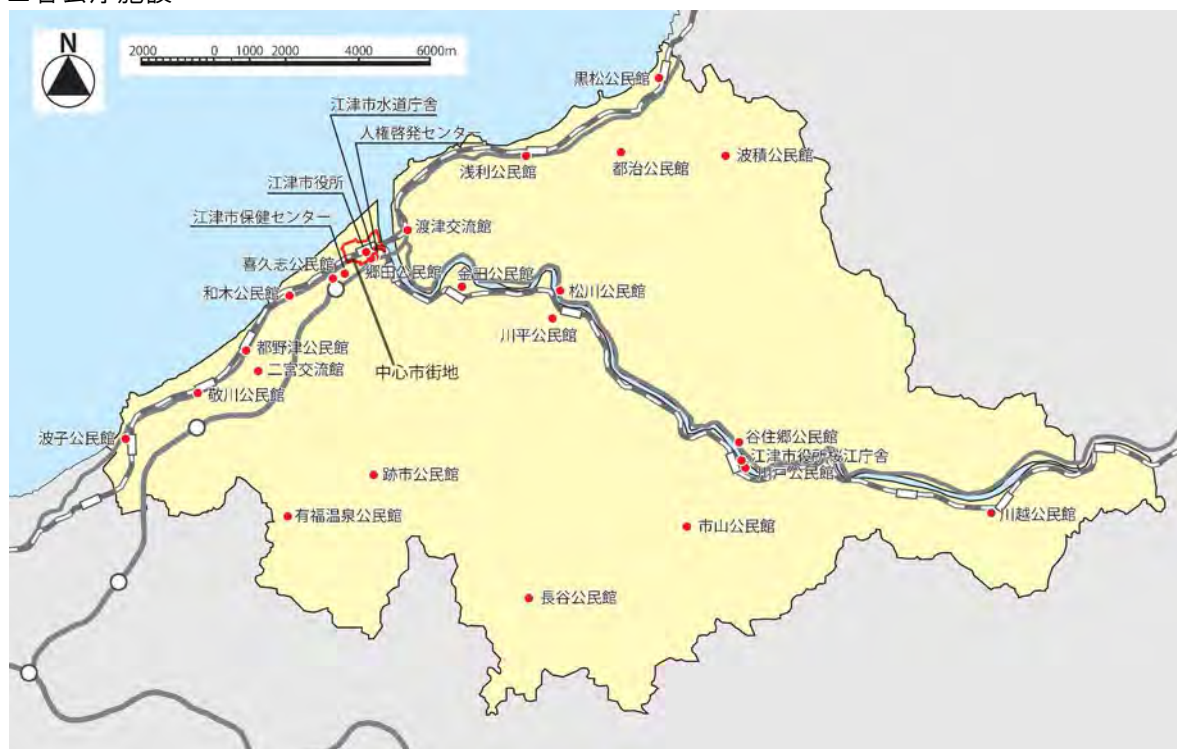 N
2000 0 1000 2000 4000 6000m
黒松公民館
江津市水道庁舎
人権啓発センター
浅利公民館
都治公民館
波積公民館
江津市役所
江津市保健センター
渡津交流館
喜久志公民館
郷田公民館
金田公民館
和木公民館
松川公民館
川平公民館
都野津公民館
二宮交流館
中心市街地
敬川公民館
波子公民館
谷住郷公民館
江津市役所桜江庁舎
川戸公民館
跡市公民館
有福温泉公民館
市山公民館
川越公民館
長谷公民館